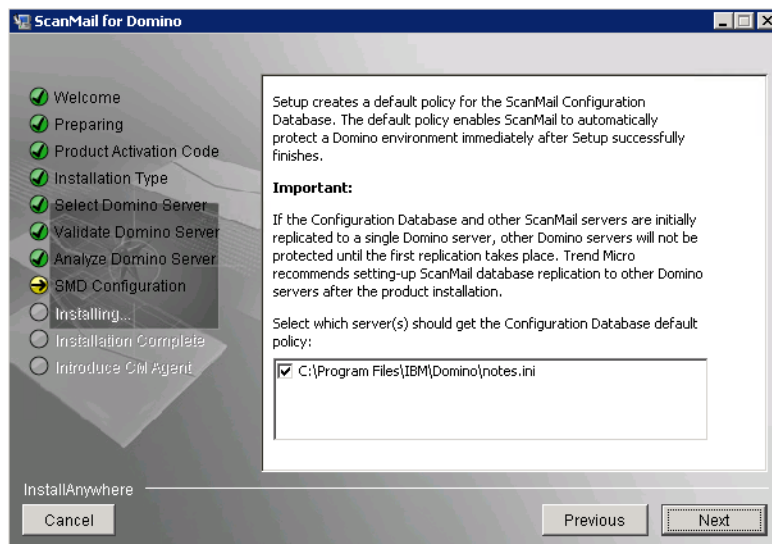 ScanMail for Domino
Welcome
Preparing
Product Activation Code
Installation Type
Select Domino Server
Validate Domino Server
Analyze Domino Server
SMD Configuration
Installing...
Installation Complete
Introduce CM Agent
Setup creates a default policy for the ScanMail Configuration
Database. The default policy enables ScanMail to automatically
protect a Domino environment immediately after Setup successfully
finishes.
Important:
If the Configuration Database and other ScanMail servers are initially
replicated to a single Domino server, other Domino servers will not be
protected until the first replication takes place. Trend Micro
recommends setting-up ScanMail database replication to other Domino
servers after the product installation.
Select which server(s) should get the Configuration Database default
policy:
C:\Program Files\IBM\Domino\notes.ini
InstallAnywhere
Cancel
Previous
Next